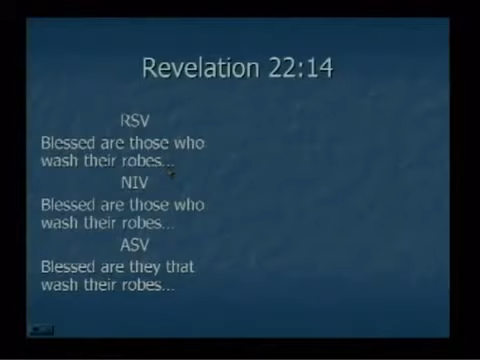 Revelation 22:14
RSV
Blessed are those who
wash their robes...
NIV
Blessed are those who
wash their robes...
ASV
Blessed are they that
wash their robes...